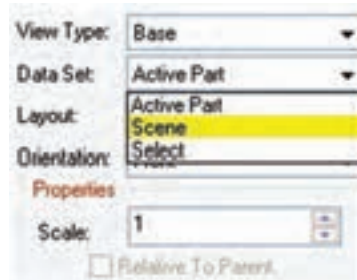 View Type: Base
Data Set: Active Part
Active Part
Layout: Scene
Select
Orientation:
Properties
Scale: 1
Relative To Parent.